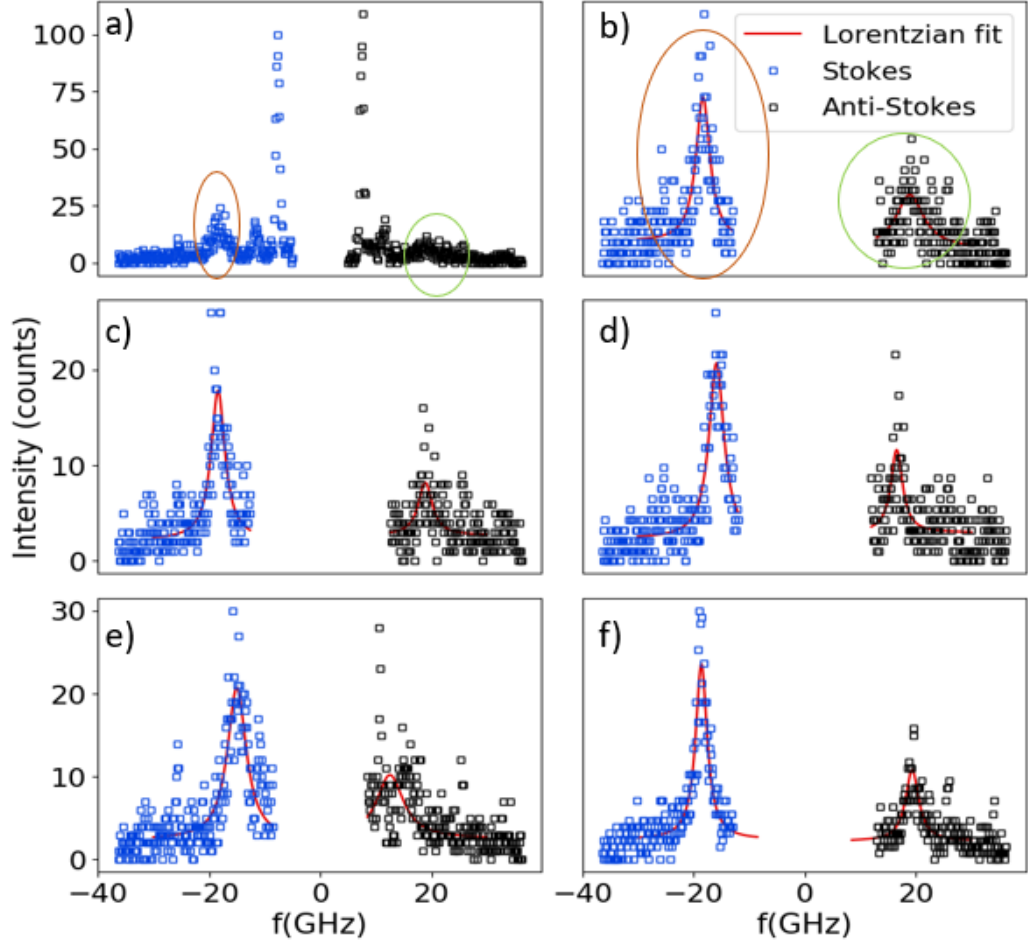 a)
100
75
50
25
0
b)
Lorentzian fit
Stokes
Anti-Stokes
Intensity (counts)
c)
20
10
0
d)
e)
30
20
10
0
−40
−20
0
20
f(GHz)
f)
−40
−20
0
20
f(GHz)